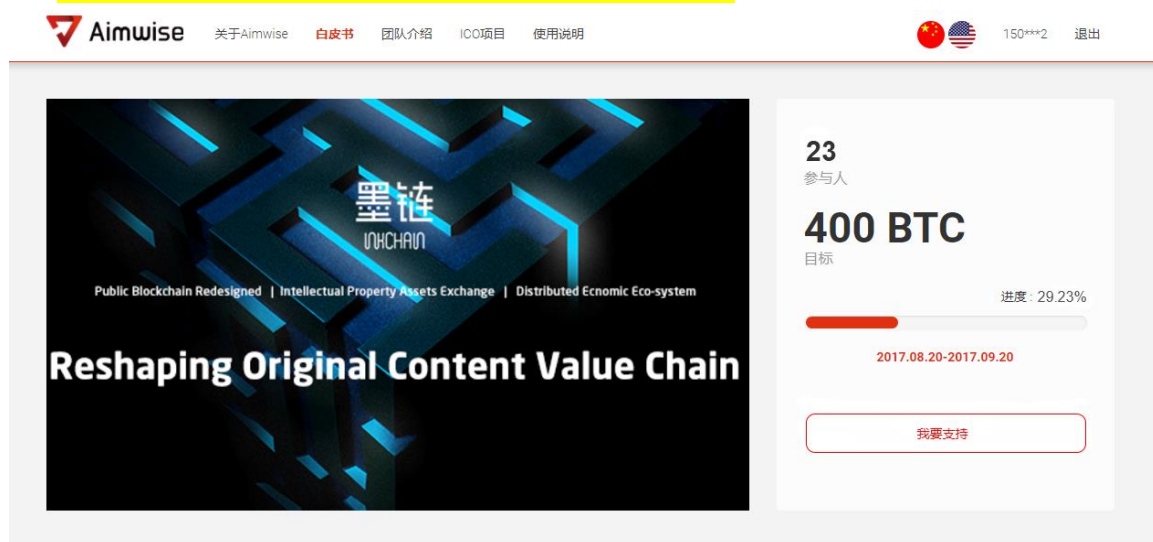 Aimwise 关于Aimwise 白皮书 团队介绍 ICO项目 使用说明 150***2 退出
墨链
INKCHAIN
Public Blockchain Redesigned | Intellectual Property Assets Exchange | Distributed Ecnomic Eco-system
Reshaping Original Content Value Chain
23
参与人
400 BTC
目标
进度 : 29.23%
2017.08.20-2017.09.20
我要支持